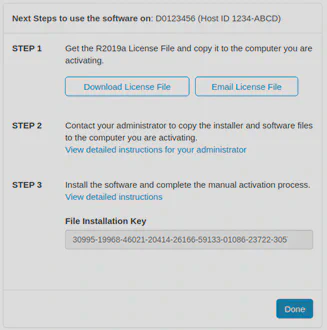 Next Steps to use the software on: D0123456 (Host ID 1234-ABCD)
STEP 1
Get the R2019a License File and copy it to the computer you are
activating.
Download License File
Email License File
STEP 2
Contact your administrator to copy the installer and software files
to the computer you are activating.
View detailed instructions for your administrator
STEP 3
Install the software and complete the manual activation process.
View detailed instructions
File Installation Key
30995-19968-46021-20414-26166-59133-01086-23722-305
Done